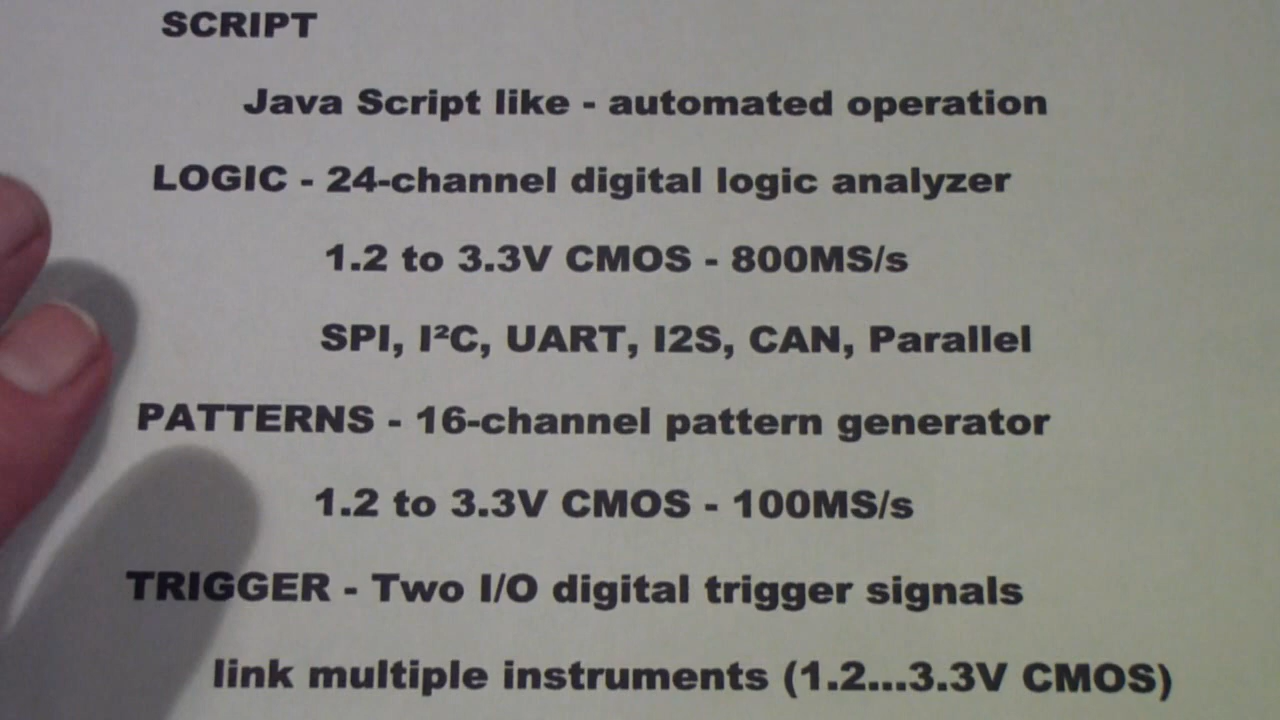 SCRIPT
Java Script like - automated operation
LOGIC - 24-channel digital logic analyzer
1.2 to 3.3V CMOS - 800MS/s
SPI, I²C, UART, I2S, CAN, Parallel
PATTERNS - 16-channel pattern generator
1.2 to 3.3V CMOS - 100MS/s
TRIGGER - Two I/O digital trigger signals
link multiple instruments (1.2...3.3V CMOS)